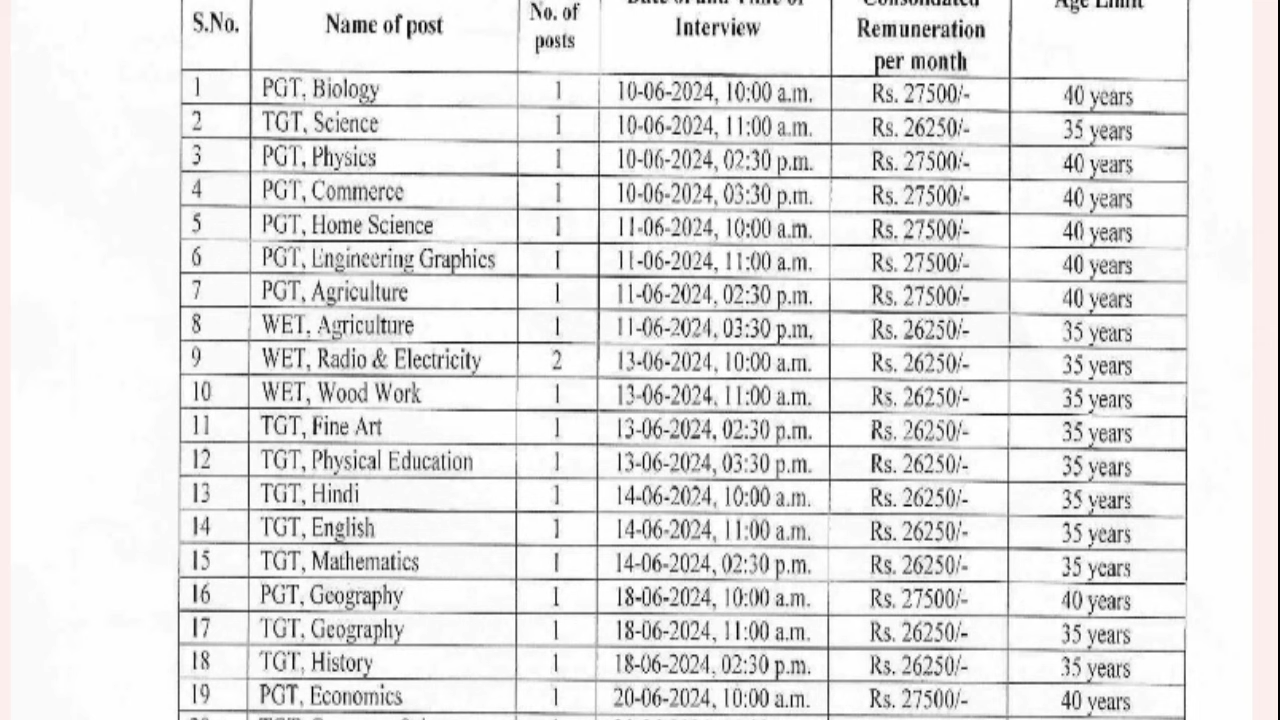 S.No. Name of post No. of posts Interview Consolidated Remuneration per month Age Limit
1 PGT, Biology 1 10-06-2024, 10:00 a.m. Rs. 27500/- 40 years
2 TGT, Science 1 10-06-2024, 11:00 a.m. Rs. 26250/- 35 years
3 PGT, Physics 1 10-06-2024, 02:30 p.m. Rs. 27500/- 40 years
4 PGT, Commerce 1 10-06-2024, 03:30 p.m. Rs. 27500/- 40 years
5 PGT, Home Science 1 11-06-2024, 10:00 a.m. Rs. 27500/- 40 years
6 PGT, Engineering Graphics 1 11-06-2024, 11:00 a.m. Rs. 27500/- 40 years
7 PGT, Agriculture 1 11-06-2024, 02:30 p.m. Rs. 27500/- 40 years
8 WET, Agriculture 1 11-06-2024, 03:30 p.m. Rs. 26250/- 35 years
9 WET, Radio & Electricity 2 13-06-2024, 10:00 a.m. Rs. 26250/- 35 years
10 WET, Wood Work 1 13-06-2024, 11:00 a.m. Rs. 26250/- 35 years
11 TGT, Fine Art 1 13-06-2024, 02:30 p.m. Rs. 26250/- 35 years
12 TGT, Physical Education 1 13-06-2024, 03:30 p.m. Rs. 26250/- 35 years
13 TGT, Hindi 1 14-06-2024, 10:00 a.m. Rs. 26250/- 35 years
14 TGT, English 1 14-06-2024, 11:00 a.m. Rs. 26250/- 35 years
15 TGT, Mathematics 1 14-06-2024, 02:30 p.m. Rs. 26250/- 35 years
16 PGT, Geography 1 18-06-2024, 10:00 a.m. Rs. 27500/- 40 years
17 TGT, Geography 1 18-06-2024, 11:00 a.m. Rs. 26250/- 35 years
18 TGT, History 1 18-06-2024, 02:30 p.m. Rs. 26250/- 35 years
19 PGT, Economics 1 20-06-2024, 10:00 a.m. Rs. 27500/- 40 years